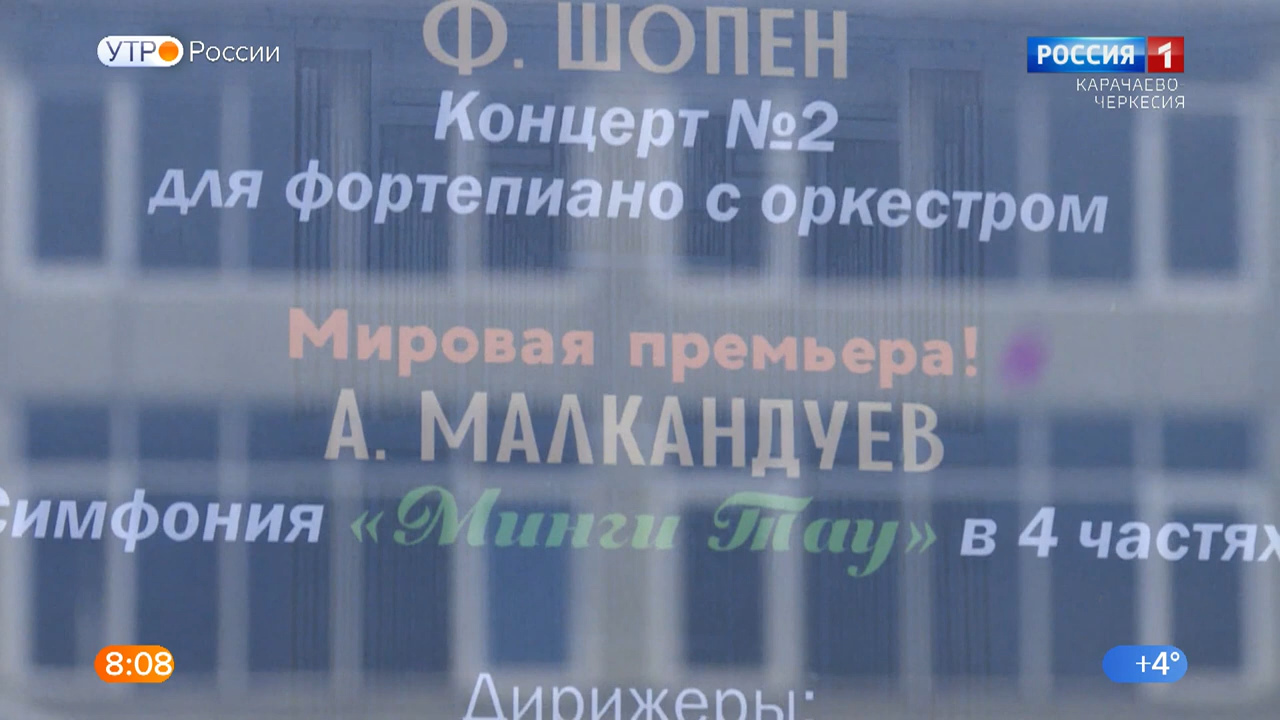 УТРО России
РОССИЯ 1
КАРАЧАЕВО-
ЧЕРКЕСИЯ
Ф. ШОПЕН
Концерт №2
для фортепиано с оркестром
Мировая премьера!
А. МАЛКАНДУЕВ
Симфония «Минги Тау» в 4 частях
Дирижеры:
8:08
+4°